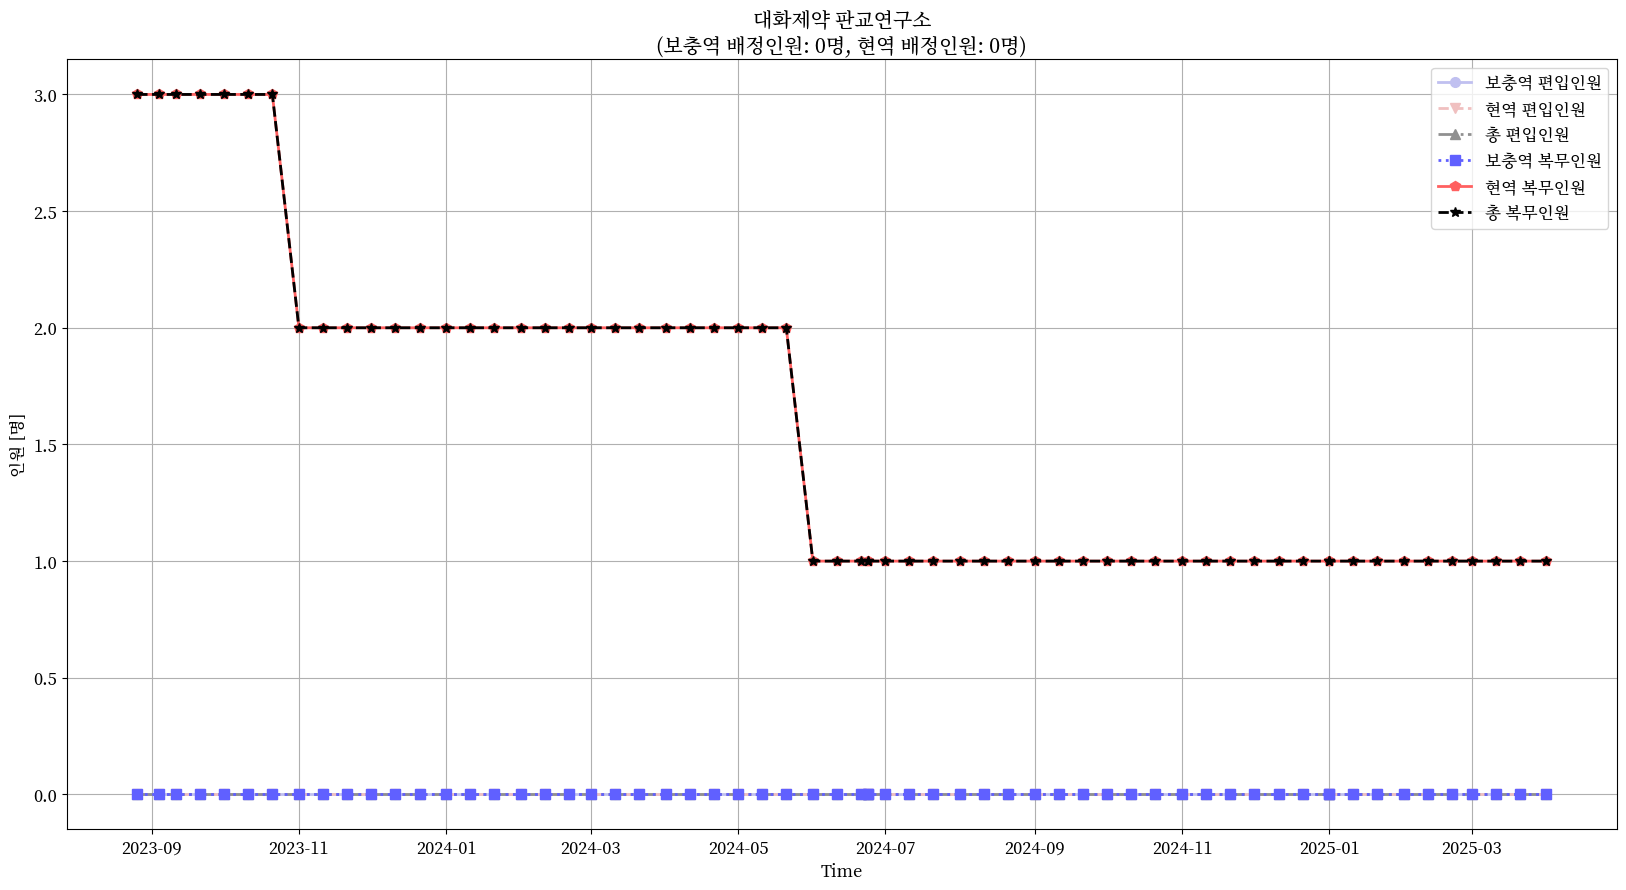 대화제약 판교연구소
(보충역 배정인원: 0명, 현역 배정인원: 0명)
보충역 편입인원
현역 편입인원
총 편입인원
보충역 복무인원
현역 복무인원
총 복무인원
인원 [명]
3.0
2.5
2.0
1.5
1.0
0.5
0.0
2023-09
2023-11
2024-01
2024-03
2024-05
2024-07
2024-09
2024-11
2025-01
2025-03
Time